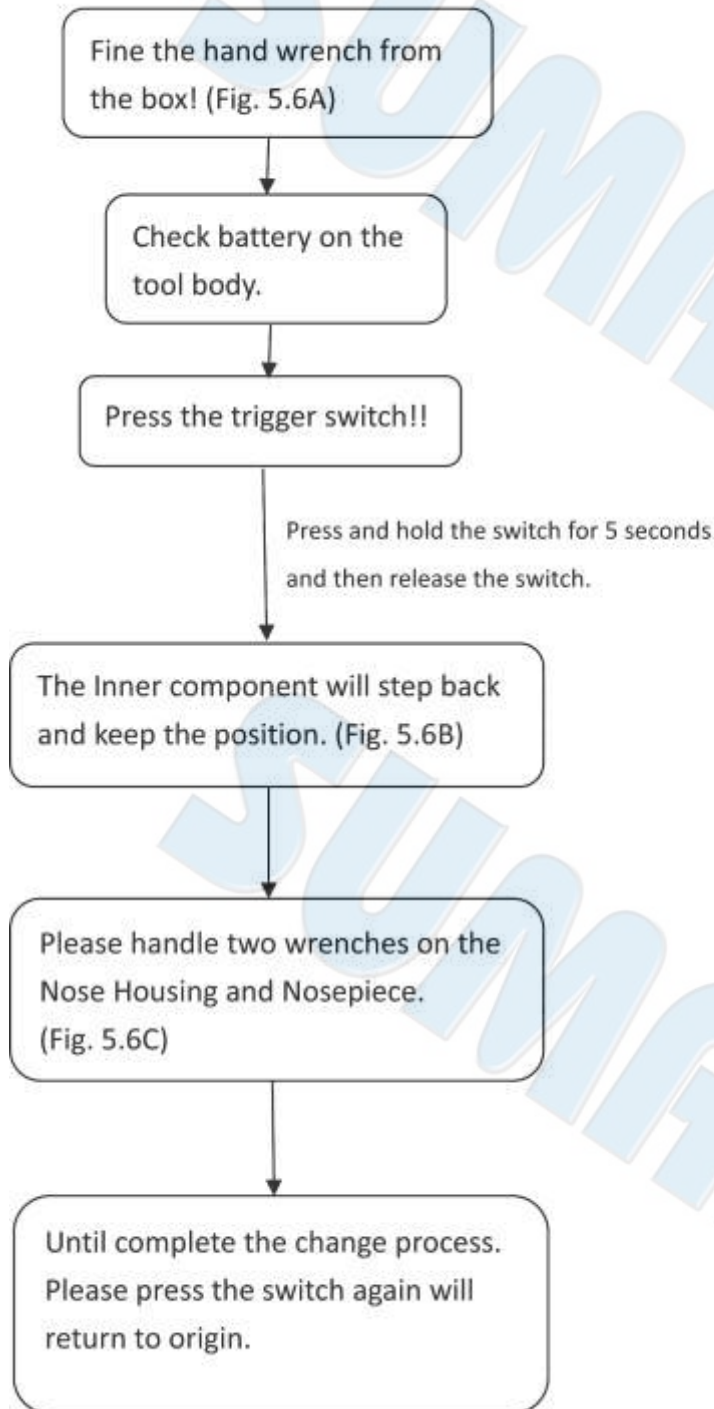 Fine the hand wrench from
the box! (Fig. 5.6A)
Check battery on the
tool body.
Press the trigger switch!!
Press and hold the switch for 5 seconds
and then release the switch.
The Inner component will step back
and keep the position. (Fig. 5.6B)
Please handle two wrenches on the
Nose Housing and Nosepiece.
(Fig. 5.6C)
Until complete the change process.
Please press the switch again will
return to origin.